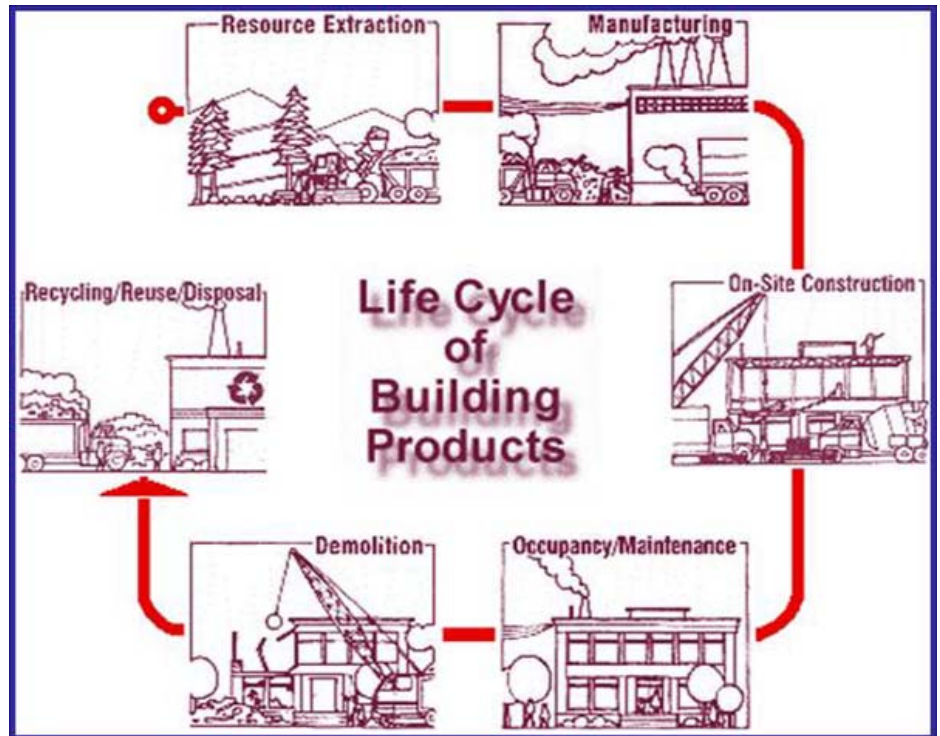 Resource Extraction
Manufacturing
On-Site Construction
Recycling/Reuse/Disposal
Life Cycle
of
Building
Products
Demolition
Occupancy/Maintenance